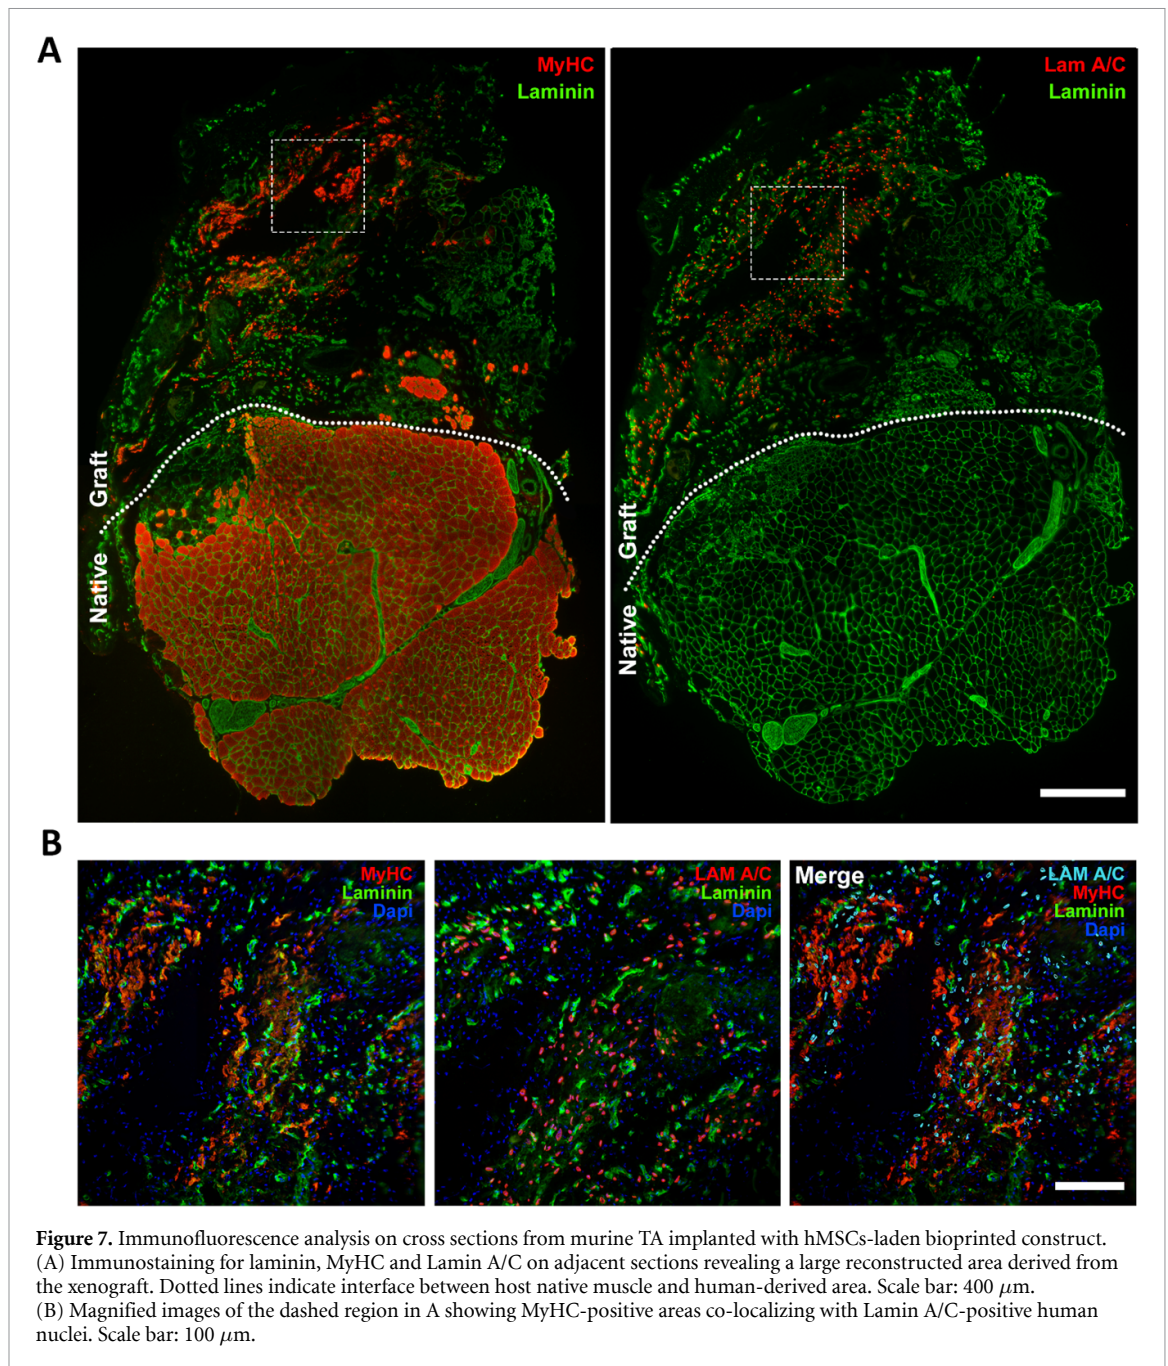 A
MyHC
Laminin
Graft
Native
Lam A/C
Laminin
Graft
Native
B
MyHC
Laminin
Dapi
LAM A/C
Laminin
Dapi
Merge
LAM A/C
MyHC
Laminin
Dapi
Figure 7. Immunofluorescence analysis on cross sections from murine TA implanted with hMSCs-laden bioprinted construct.
(A) Immunostaining for laminin, MyHC and Lamin A/C on adjacent sections revealing a large reconstructed area derived from
the xenograft. Dotted lines indicate interface between host native muscle and human-derived area. Scale bar: 400 μm.
(B) Magnified images of the dashed region in A showing MyHC-positive areas co-localizing with Lamin A/C-positive human
nuclei. Scale bar: 100 μm.